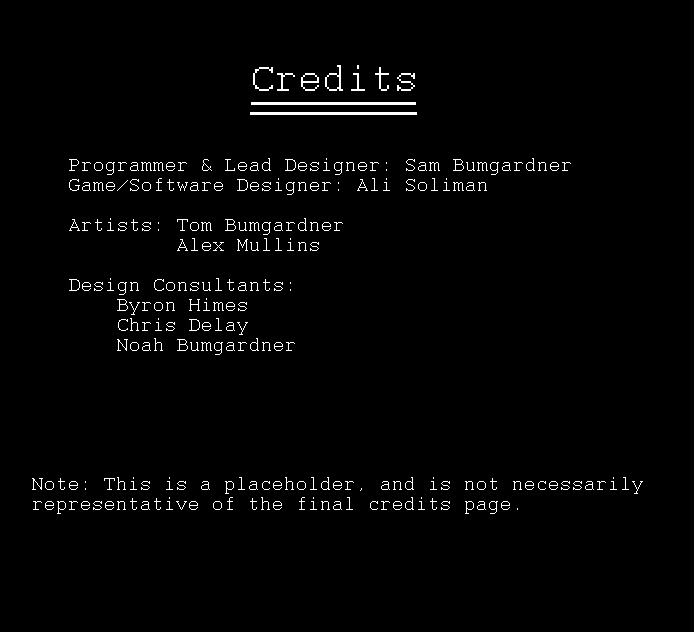 Credits
Programmer & Lead Designer: Sam Bumgardner
Game/Software Designer: Ali Soliman
Artists: Tom Bumgardner
Alex Mullins
Design Consultants:
Byron Himes
Chris Delay
Noah Bumgardner
Note: This is a placeholder, and is not necessarily
representative of the final credits page.